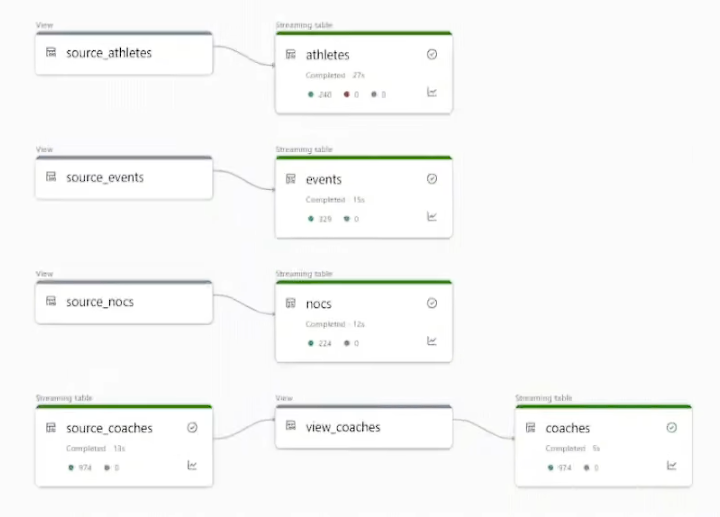 View
source_athletes
Streaming table
athletes
Completed · 27s
240 0 0
View
source_events
Streaming table
events
Completed · 15s
329 0
View
source_nocs
Streaming table
nocs
Completed · 12s
224 0
Streaming table
source_coaches
Completed · 13s
974 0
View
view_coaches
Streaming table
coaches
Completed · 5s
974 0